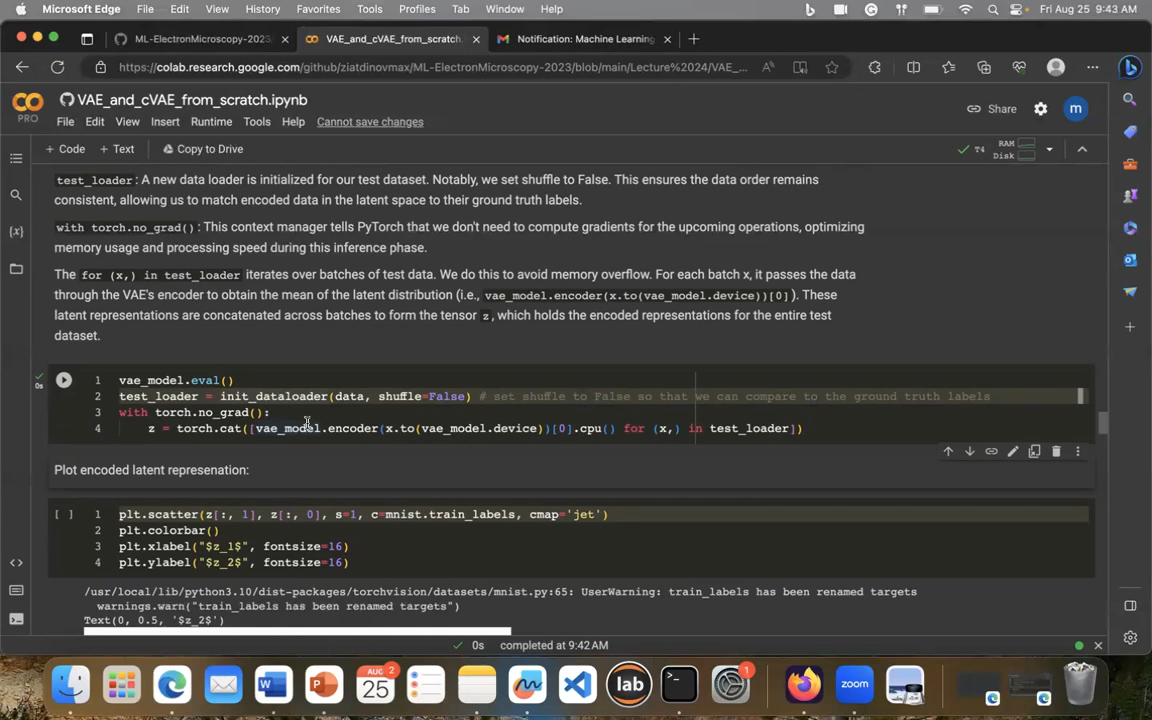 Microsoft Edge File Edit View History Favorites Tools Profiles Tab Window Help Fri Aug 25 9:43 AM
ML-ElectronMicroscopy-2023 VAE_and_cVAE_from_scratch. Notification: Machine Learning
https://colab.research.google.com/github/ziatdinovmax/ML-ElectronMicroscopy-2023/blob/main/Lecture%2024/VAE_...
VAE_and_cVAE_from_scratch.ipynb
PRO
Share
m
File Edit View Insert Runtime Tools Help Cannot save changes
+ Code + Text Copy to Drive
T4 RAM Disk
test_loader: A new data loader is initialized for our test dataset. Notably, we set shuffle to False. This ensures the data order remains
consistent, allowing us to match encoded data in the latent space to their ground truth labels.
with torch.no_grad(): This context manager tells PyTorch that we don't need to compute gradients for the upcoming operations, optimizing
memory usage and processing speed during this inference phase.
The for (x,) in test_loader iterates over batches of test data. We do this to avoid memory overflow. For each batch x, it passes the data
through the VAE's encoder to obtain the mean of the latent distribution (i.e., vae_model.encoder(x.to(vae_model.device))[0]). These
latent representations are concatenated across batches to form the tensor z, which holds the encoded representations for the entire test
dataset.
0s
1 vae_model.eval()
2 test_loader = init_dataloader(data, shuffle=False) # set shuffle to False so that we can compare to the ground truth labels
3 with torch.no_grad():
4 z = torch.cat([vae_model.encoder(x.to(vae_model.device))[0].cpu() for (x,) in test_loader])
Plot encoded latent represenation:
[ ] 1 plt.scatter(z[:, 1], z[:, 0], s=1, c=mnist.train_labels, cmap='jet')
2 plt.colorbar()
3 plt.xlabel("$z_1$", fontsize=16)
4 plt.ylabel("$z_2$", fontsize=16)
/usr/local/lib/python3.10/dist-packages/torchvision/datasets/mnist.py:65: UserWarning: train_labels has been renamed targets
warnings.warn("train_labels has been renamed targets")
Text(0, 0.5, '$z_2$')
0s completed at 9:42 AM
AUG 2
25
lab
1
zoom